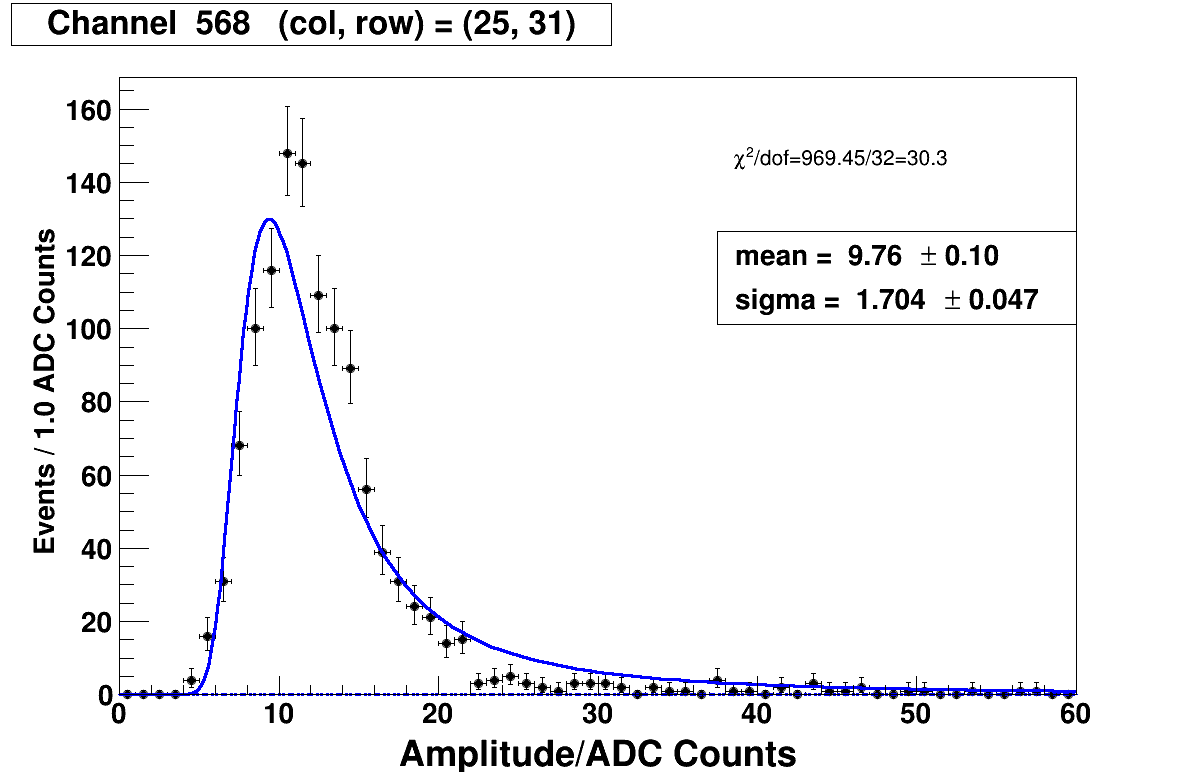 Channel 568 (col, row) = (25, 31)
χ²/dof=969.45/32=30.3
mean = 9.76 ± 0.10
sigma = 1.704 ± 0.047
Events / 1.0 ADC Counts
160
140
120
100
80
60
40
20
0
0 10 20 30 40 50 60
Amplitude/ADC Counts